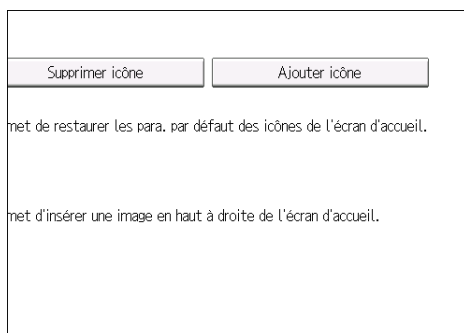 Supprimer icône Ajouter icône
met de restaurer les para. par défaut des icônes de l'écran d'accueil.
met d'insérer une image en haut à droite de l'écran d'accueil.